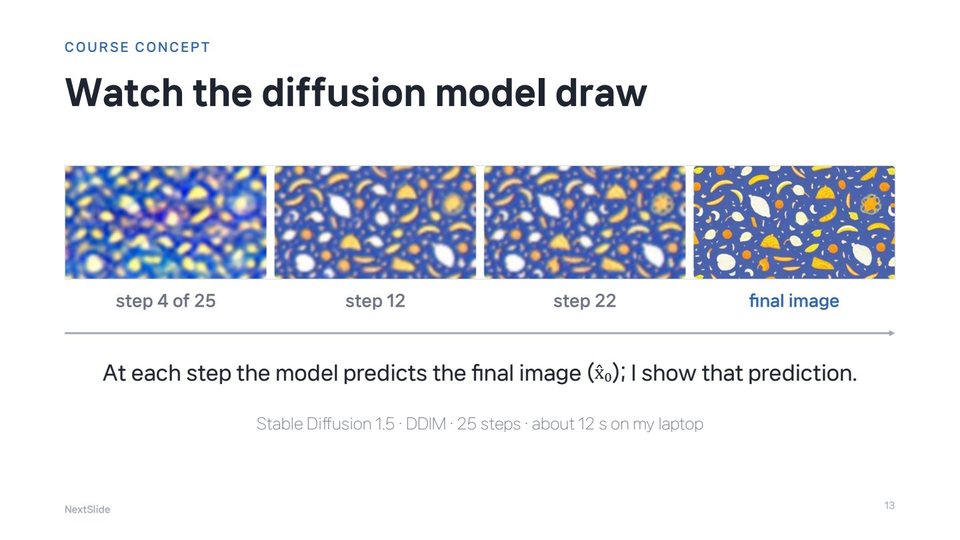 COURSE CONCEPT
Watch the diffusion model draw
step 4 of 25
step 12
step 22
final image
At each step the model predicts the final image (x̂₀); I show that prediction.
Stable Diffusion 1.5 · DDIM · 25 steps · about 12 s on my laptop
NextSlide
13